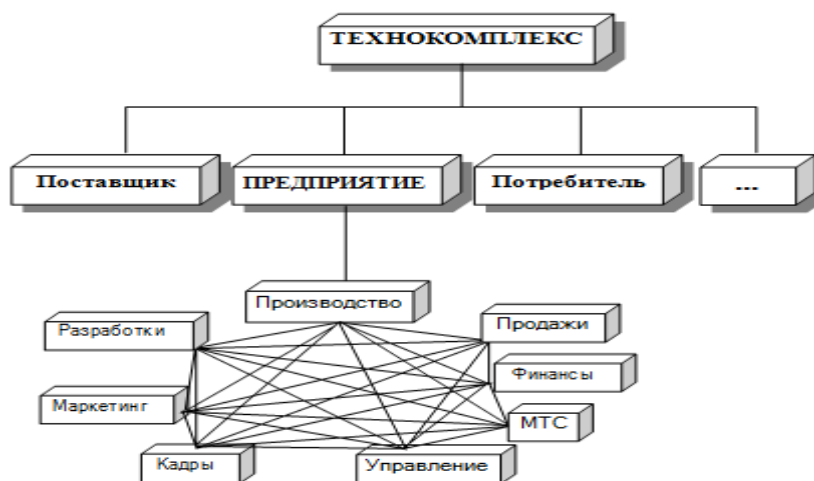 ТЕХНОКОМПЛЕКС
Поставщик
ПРЕДПРИЯТИЕ
Потребитель
...
Производство
Разработки
Продажи
Финансы
Маркетинг
МТС
Кадры
Управление